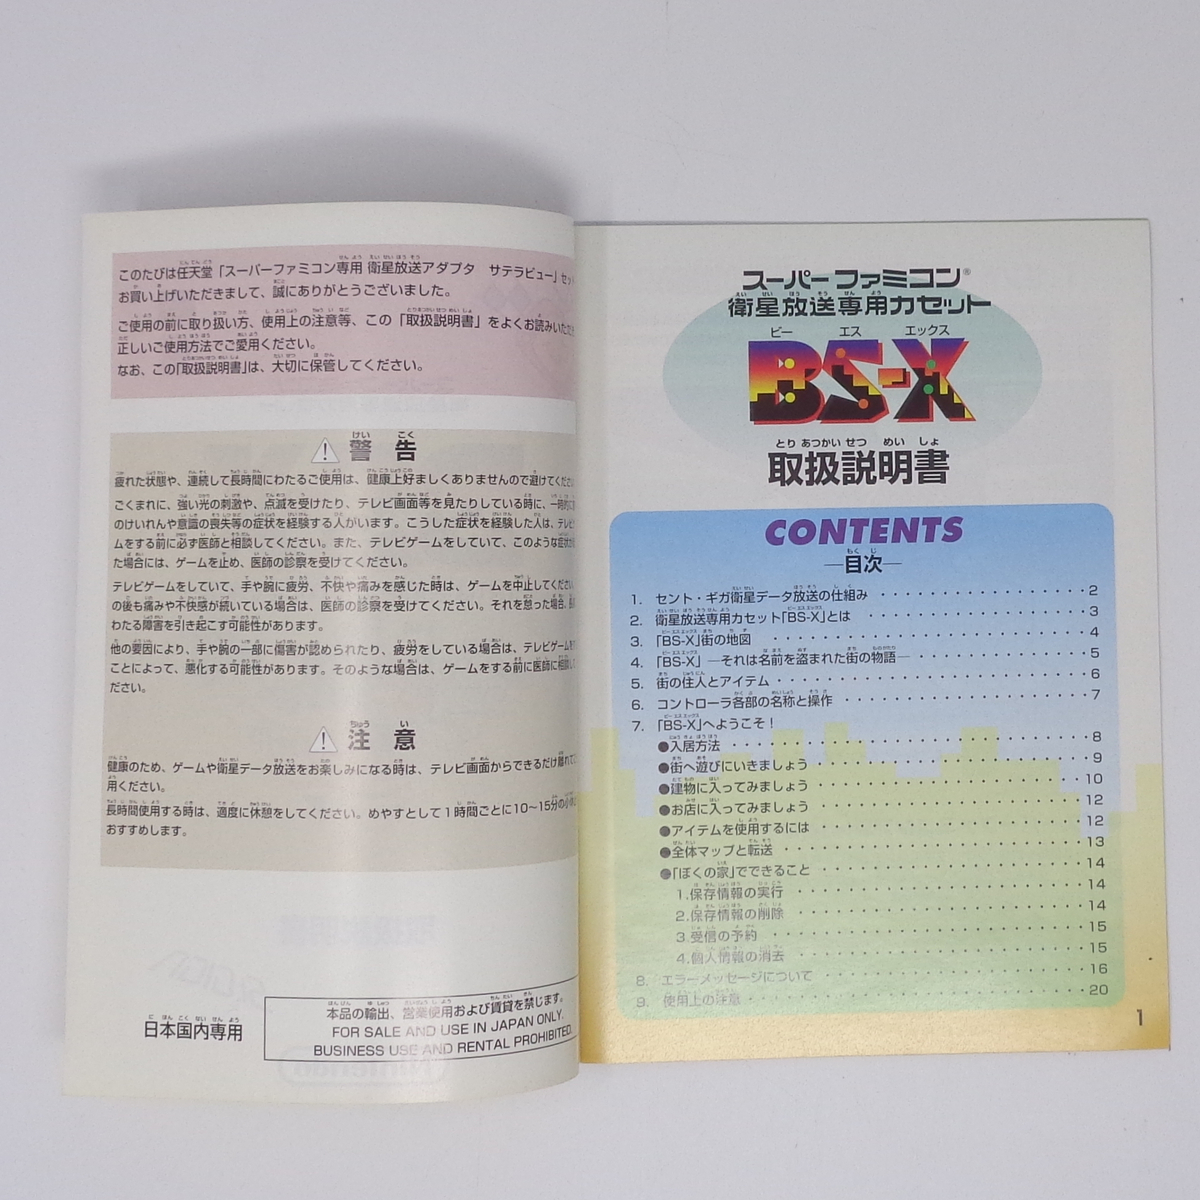 このたびは任天堂「スーパーファミコン専用 衛星放送アダプタ サテラビュー」セッ
お買い上げいただきまして、誠にありがとうございました。
ご使用の前に取り扱い方、使用上の注意等、この「取扱説明書」をよくお読みいただ
正しいご使用方法でご愛用ください。
なお、この「取扱説明書」は、大切に保管してください。
警告
疲れた状態や、連続して長時間にわたるご使用は、健康上好ましくありませんので避けてくださ
ごくまれに、強い光の刺激や、点滅を受けたり、テレビ画面等を見たりしている時に、一時的に
のけいれんや意識の喪失等の症状を経験する人がいます。こうした症状を経験した人は、テレビ
ムをする前に必ず医師と相談してください。また、テレビゲームをしていて、このような症状が
た場合には、ゲームを止め、医師の診察を受けてください。
テレビゲームをしていて、手や腕に疲労、不快や痛みを感じた時は、ゲームを中止してください。
の後も痛みや不快感が続いている場合は、医師の診察を受けてください。それを怠った場合、
わたる障害を引き起こす可能性があります。
他の要因により、手や腕の一部に傷害が認められたり、疲労をしている場合は、テレビゲームを
ことによって、悪化する可能性があります。そのような場合は、ゲームをする前に医師に相談し
ださい。
注意
健康のため、ゲームや衛星データ放送をお楽しみになる時は、テレビ画面からできるだけ離れて
用ください。
長時間使用する時は、適度に休憩をしてください。めやすとして1時間ごとに10〜15分の小休
おすすめします。
日本国内専用
本品の輸出、営業使用および賃貸を禁じます。
FOR SALE AND USE IN JAPAN ONLY.
BUSINESS USE AND RENTAL PROHIBITED.
スーパーファミコン®
衛星放送専用カセット
ビー エス エックス
BS-X
取扱説明書
CONTENTS
—目次—
1. セント・ギガ衛星データ放送の仕組み 2
2. 衛星放送専用カセット「BS-X」とは 3
3. 「BS-X」街の地図 4
4. 「BS-X」—それは名前を盗まれた街の物語— 5
5. 街の住人とアイテム 6
6. コントローラ各部の名称と操作 7
7. 「BS-X」へようこそ!
●入居方法 8
●街へ遊びにいきましょう 9
●建物に入ってみましょう 10
●お店に入ってみましょう 12
●アイテムを使用するには 12
●全体マップと転送 13
●「ぼくの家」でできること 14
1.保存情報の実行 14
2.保存情報の削除 14
3.受信の予約 15
4.個人情報の消去 15
8. エラーメッセージについて 16
9. 使用上の注意 20
1